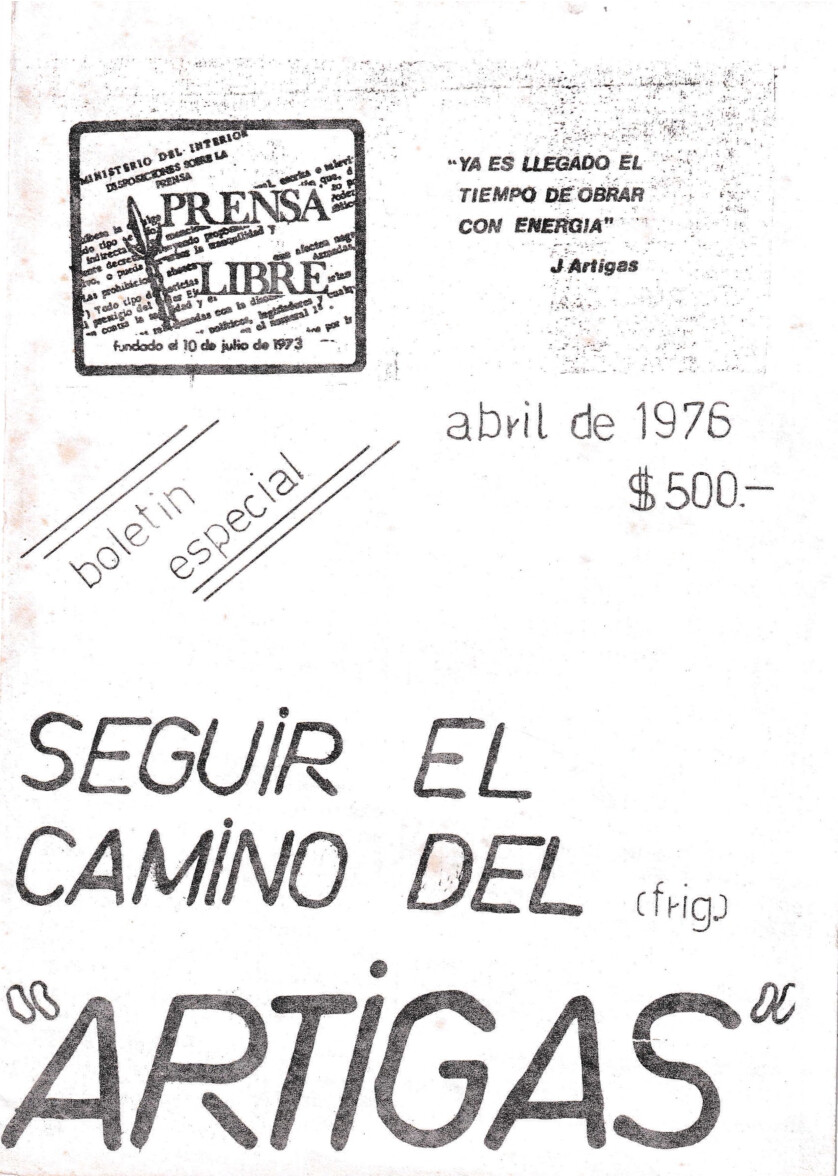 MINISTERIO DEL INTERIOR
DISPOSICIONES SOBRE LA
PRENSA
PRENSA
LIBRE
fundado el 10 de julio de 1973
"YA ES LLEGADO EL
TIEMPO DE OBRAR
CON ENERGIA"
J Artigas
abril de 1976
$500.—
boletin
especial
SEGUIR EL
CAMINO DEL (frig.)
"ARTIGAS"